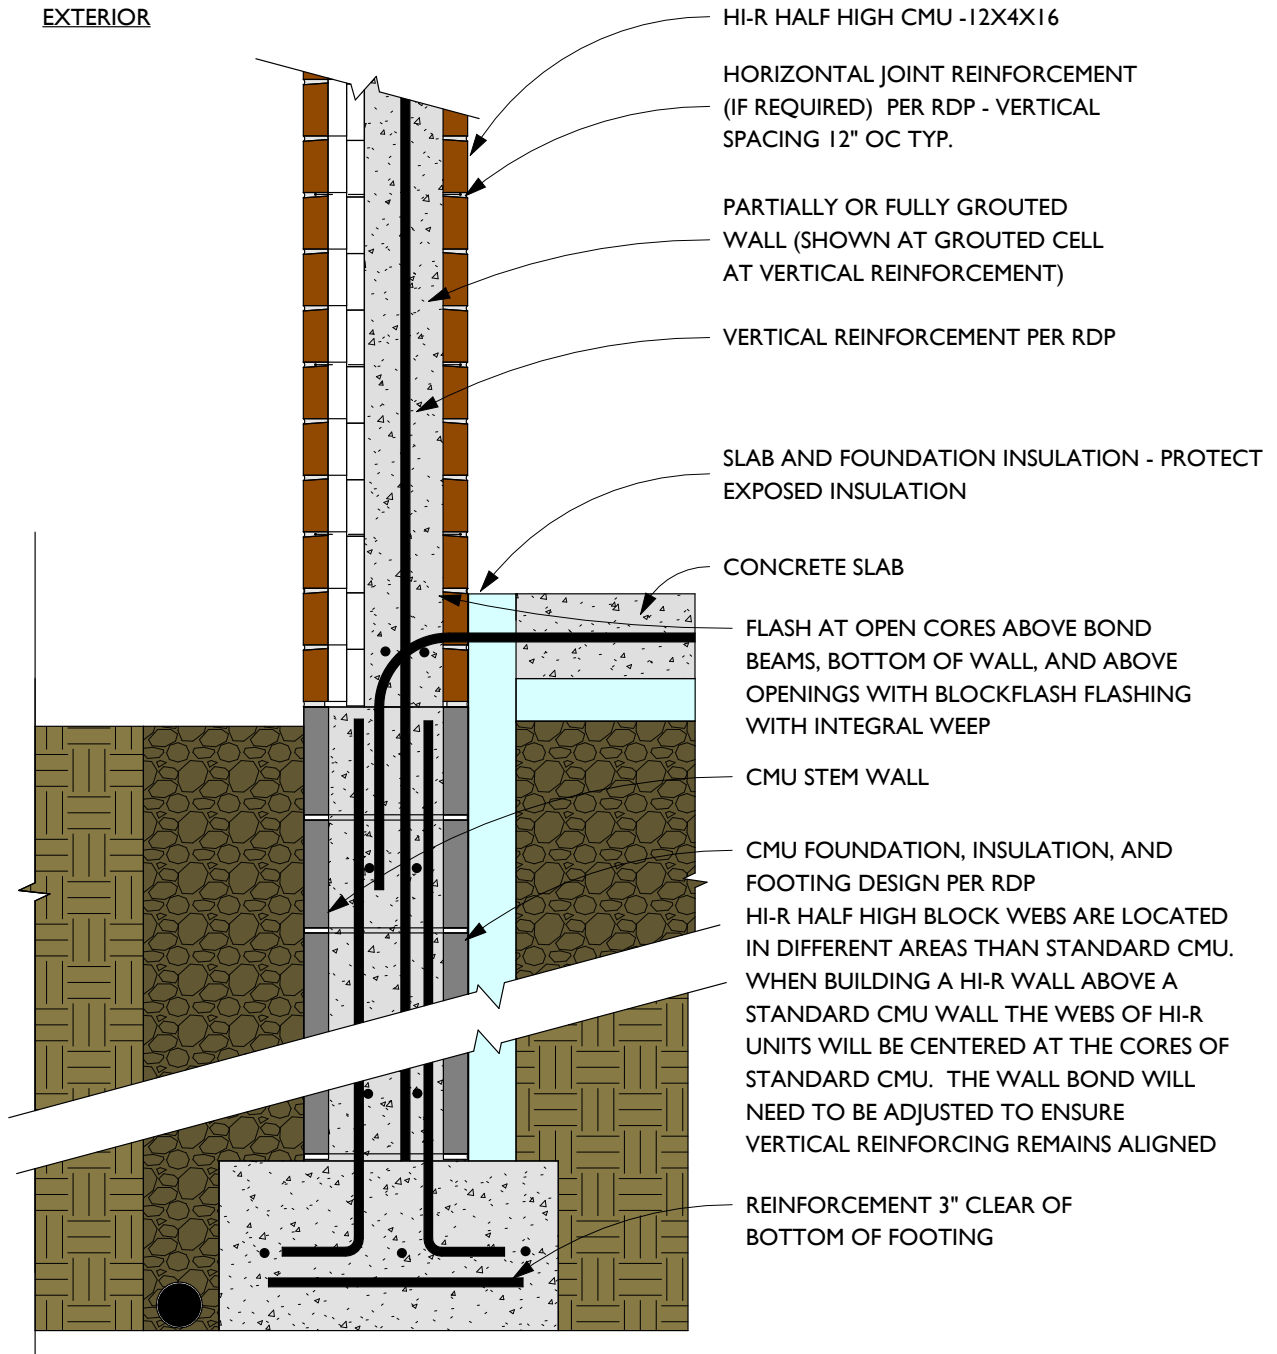 EXTERIOR
HI-R HALF HIGH CMU -12X4X16
HORIZONTAL JOINT REINFORCEMENT
(IF REQUIRED) PER RDP - VERTICAL
SPACING 12" OC TYP.
PARTIALLY OR FULLY GROUTED
WALL (SHOWN AT GROUTED CELL
AT VERTICAL REINFORCEMENT)
VERTICAL REINFORCEMENT PER RDP
SLAB AND FOUNDATION INSULATION - PROTECT
EXPOSED INSULATION
CONCRETE SLAB
FLASH AT OPEN CORES ABOVE BOND
BEAMS, BOTTOM OF WALL, AND ABOVE
OPENINGS WITH BLOCKFLASH FLASHING
WITH INTEGRAL WEEP
CMU STEM WALL
CMU FOUNDATION, INSULATION, AND
FOOTING DESIGN PER RDP
HI-R HALF HIGH BLOCK WEBS ARE LOCATED
IN DIFFERENT AREAS THAN STANDARD CMU.
WHEN BUILDING A HI-R WALL ABOVE A
STANDARD CMU WALL THE WEBS OF HI-R
UNITS WILL BE CENTERED AT THE CORES OF
STANDARD CMU. THE WALL BOND WILL
NEED TO BE ADJUSTED TO ENSURE
VERTICAL REINFORCING REMAINS ALIGNED
REINFORCEMENT 3" CLEAR OF
BOTTOM OF FOOTING